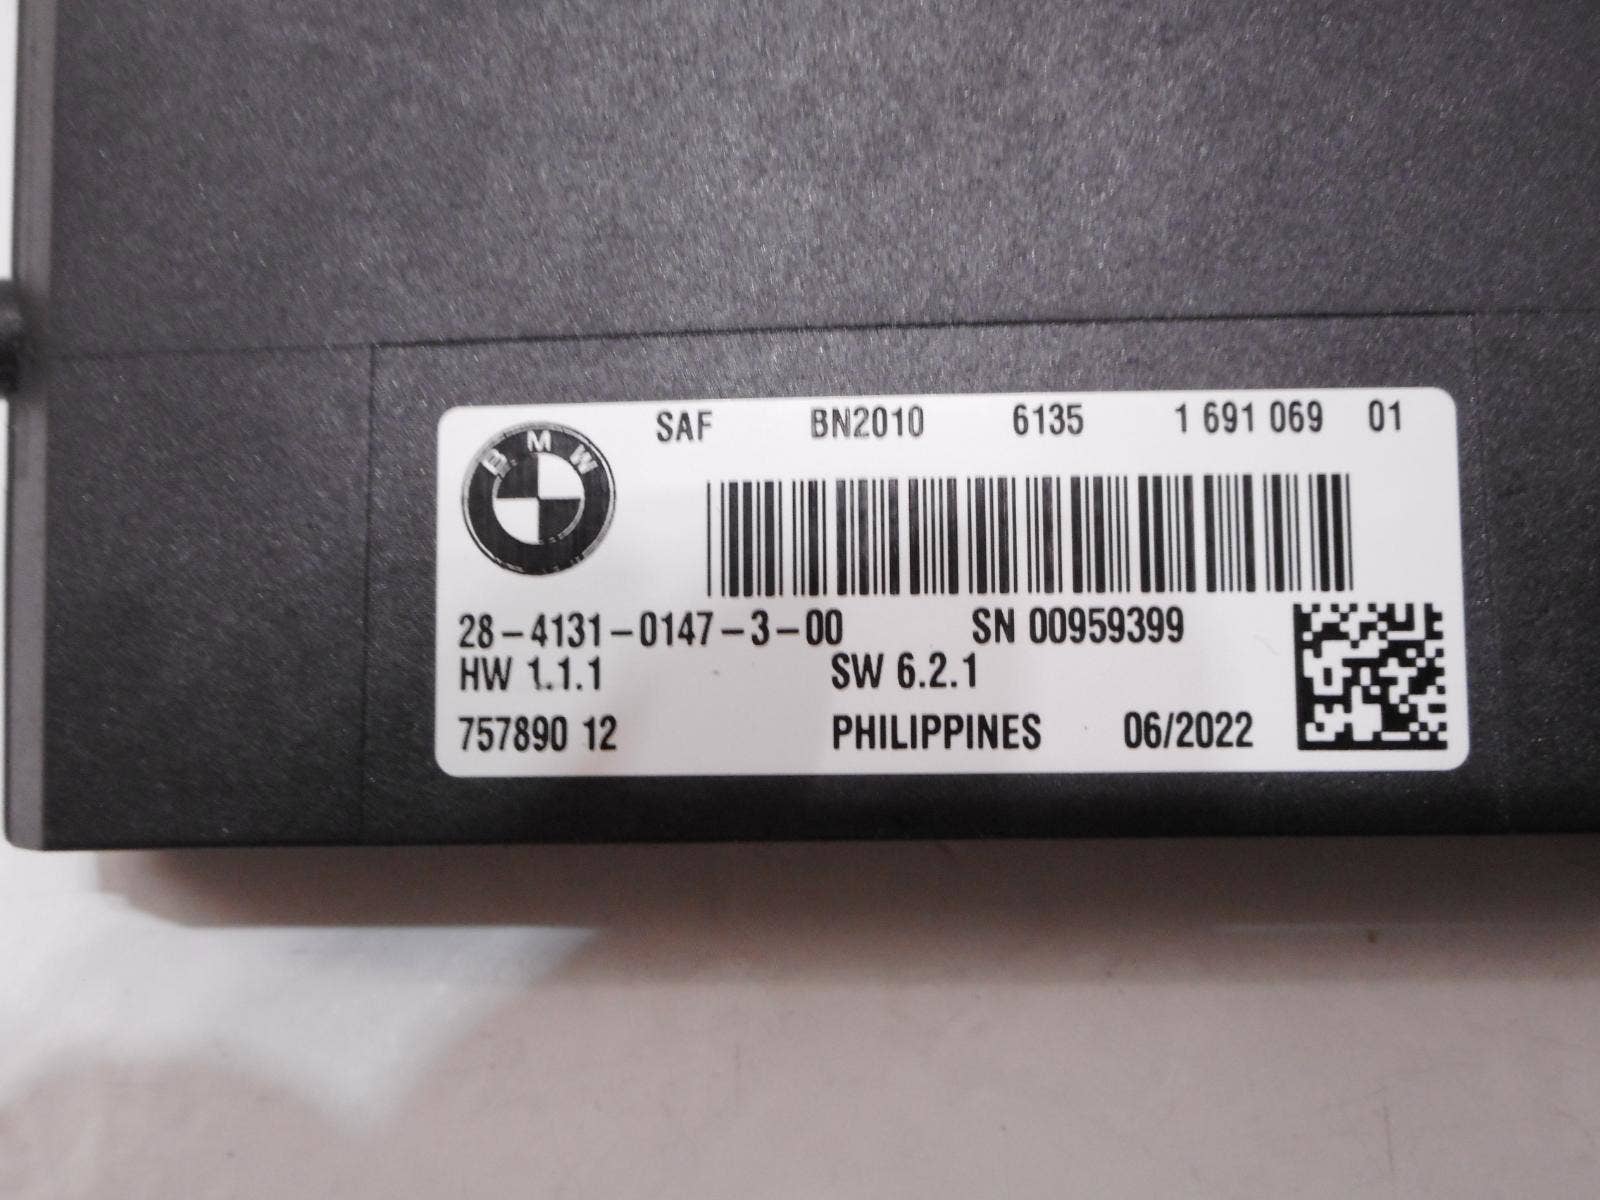 SAF BN2010 6135 1 691 069 01
BMW
28-4131-0147-3-00 SN 00959399
HW 1.1.1 SW 6.2.1
757890 12 PHILIPPINES 06/2022